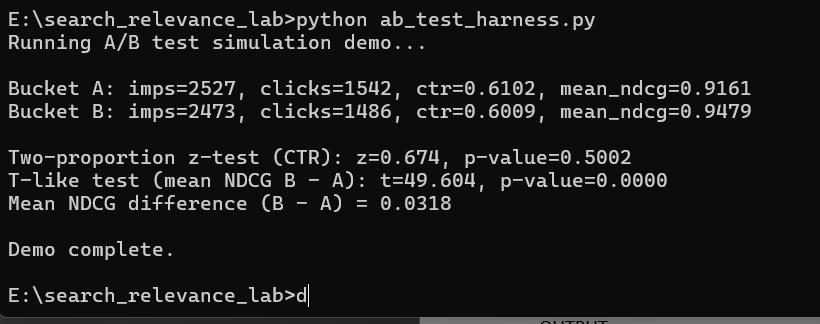 E:\search_relevance_lab>python ab_test_harness.py
Running A/B test simulation demo...
Bucket A: imps=2527, clicks=1542, ctr=0.6102, mean_ndcg=0.9161
Bucket B: imps=2473, clicks=1486, ctr=0.6009, mean_ndcg=0.9479
Two-proportion z-test (CTR): z=0.674, p-value=0.5002
T-like test (mean NDCG B - A): t=49.604, p-value=0.0000
Mean NDCG difference (B - A) = 0.0318
Demo complete.
E:\search_relevance_lab>d
OUTPUT